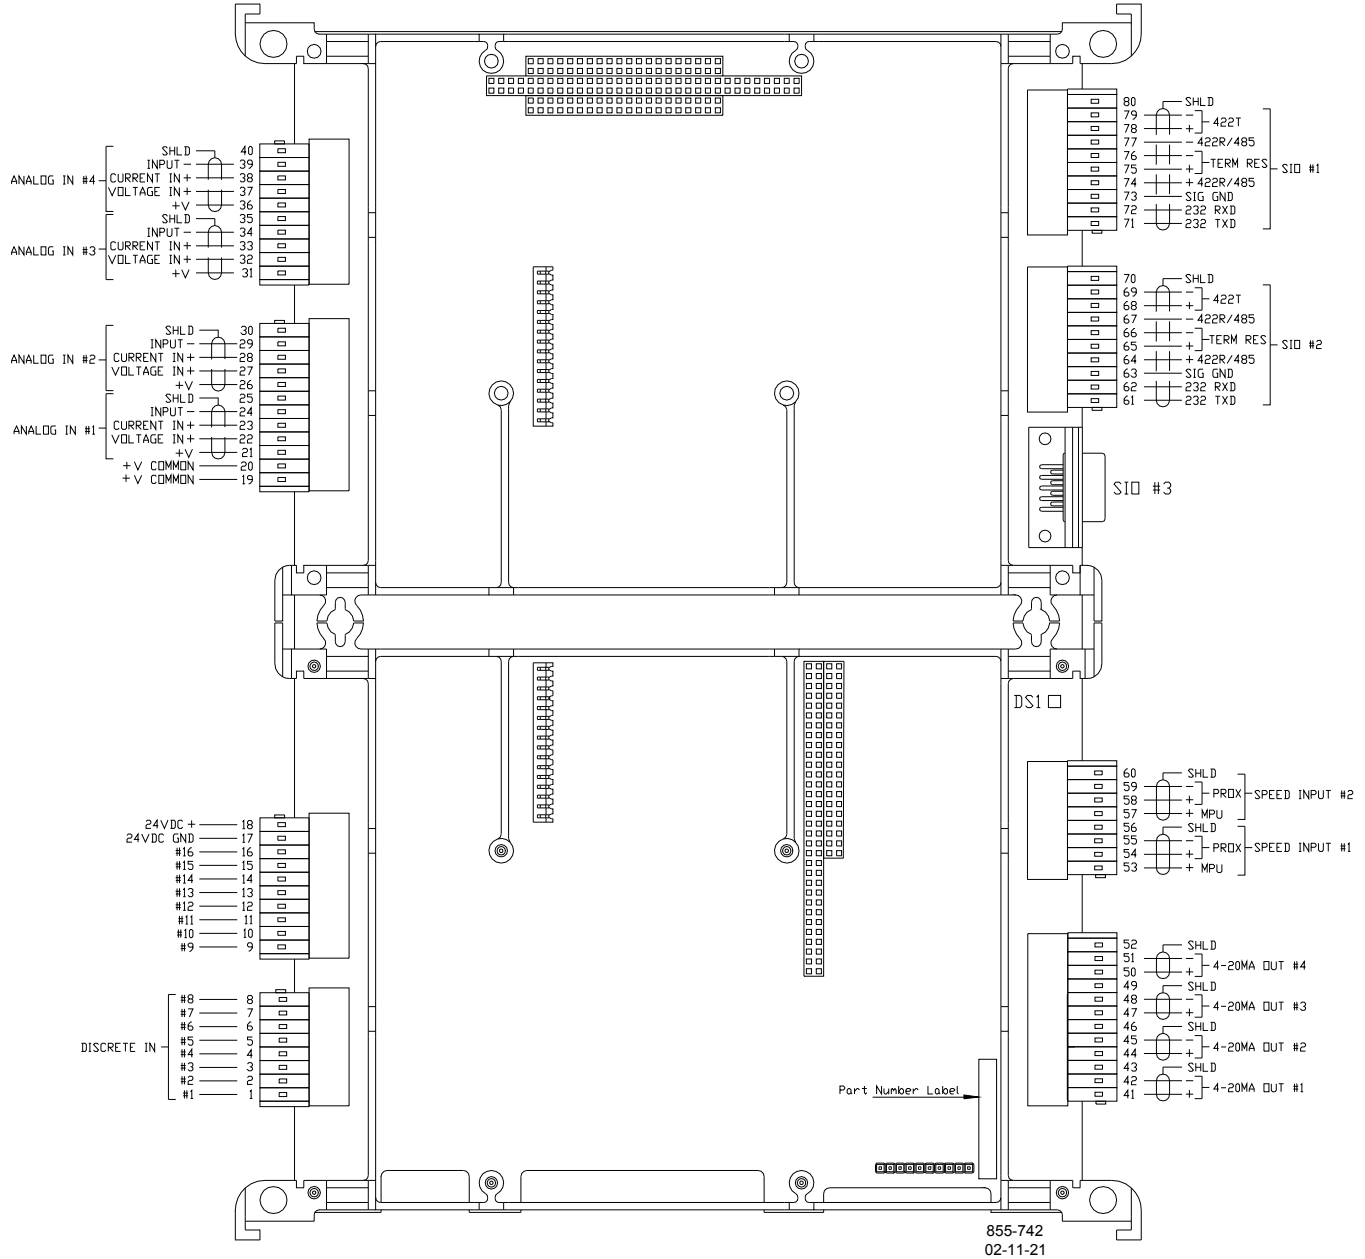 ANALOG IN #4
SHLD 40
INPUT - 39
CURRENT IN + 38
VOLTAGE IN + 37
+V 36
ANALOG IN #3
SHLD 35
INPUT - 34
CURRENT IN + 33
VOLTAGE IN + 32
+V 31
ANALOG IN #2
SHLD 30
INPUT - 29
CURRENT IN + 28
VOLTAGE IN + 27
+V 26
ANALOG IN #1
SHLD 25
INPUT - 24
CURRENT IN + 23
VOLTAGE IN + 22
+V 21
+V COMMON 20
+V COMMON 19
24VDC + 18
24VDC GND 17
#16 16
#15 15
#14 14
#13 13
#12 12
#11 11
#10 10
#9 9
DISCRETE IN
#8 8
#7 7
#6 6
#5 5
#4 4
#3 3
#2 2
#1 1
80 SHLD
79 -
78 +
422T
77 - 422R/485
76 -
75 +
TERM RES
74 + 422R/485
73 SIG GND
72 232 RXD
71 232 TXD
SIO #1
70 SHLD
69 -
68 +
422T
67 - 422R/485
66 -
65 +
TERM RES
64 + 422R/485
63 SIG GND
62 232 RXD
61 232 TXD
SIO #2
SIO #3
DS1
60 SHLD
59 -
58 +
PROX
57 + MPU
SPEED INPUT #2
56 SHLD
55 -
54 +
PROX
53 + MPU
SPEED INPUT #1
52 SHLD
51 -
50 +
4-20MA OUT #4
49 SHLD
48 -
47 +
4-20MA OUT #3
46 SHLD
45 -
44 +
4-20MA OUT #2
43 SHLD
42 -
41 +
4-20MA OUT #1
Part Number Label
855-742
02-11-21